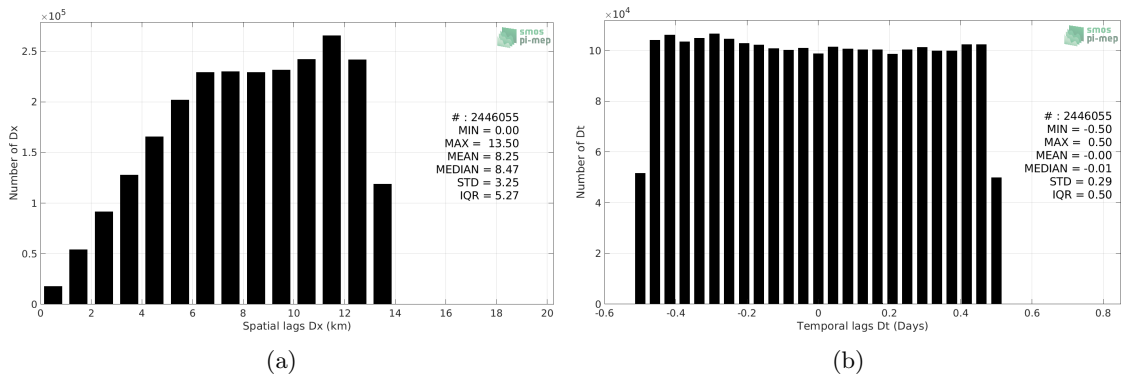 ×10^5
smos
pi-mep
2.5
2
1.5
1
0.5
0
Number of Dx
# : 2446055
MIN = 0.00
MAX = 13.50
MEAN = 8.25
MEDIAN = 8.47
STD = 3.25
IQR = 5.27
0 2 4 6 8 10 12 14 16 18 20
Spatial lags Dx (km)
(a)
×10^4
smos
pi-mep
10
8
6
4
2
0
Number of Dt
# : 2446055
MIN = -0.50
MAX = 0.50
MEAN = -0.00
MEDIAN = -0.01
STD = 0.29
IQR = 0.50
-0.6 -0.4 -0.2 0 0.2 0.4 0.6 0.8
Temporal lags Dt (Days)
(b)